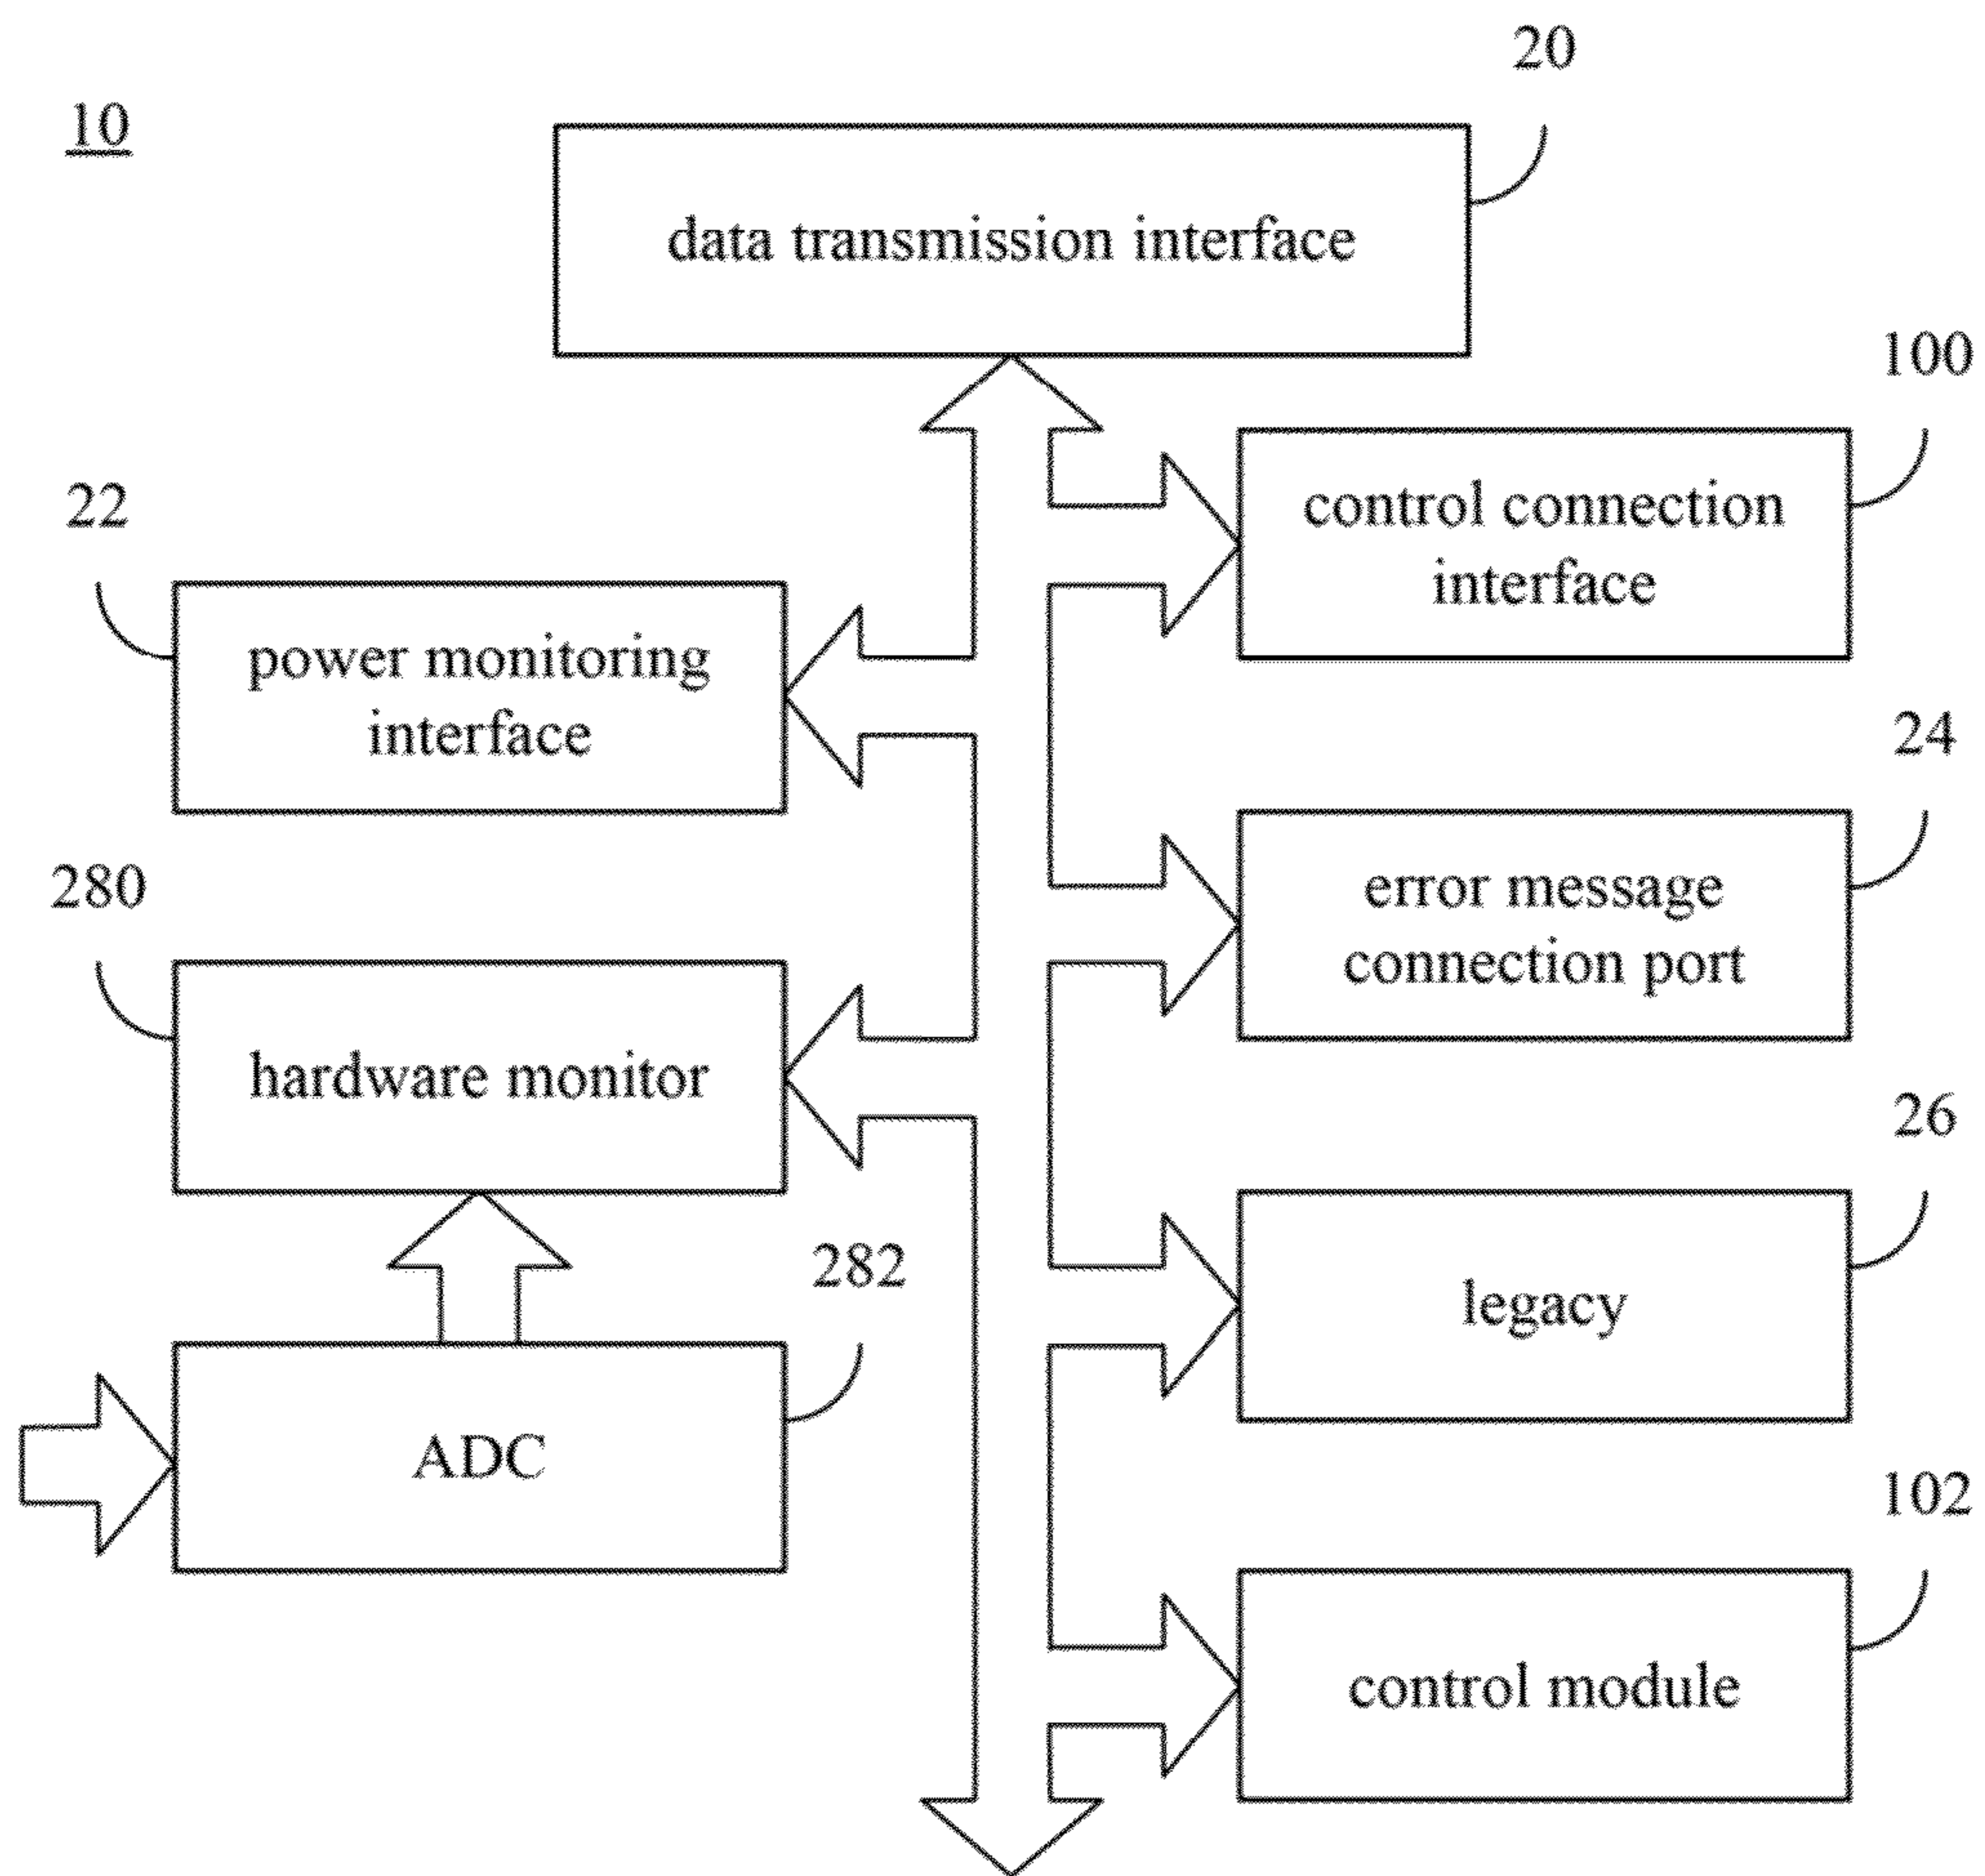 20
10
data transmission interface
100
control connection
interface
22
power monitoring
interface
24
error message
connection port
280
hardware monitor
26
legacy
282
ADC
102
control module